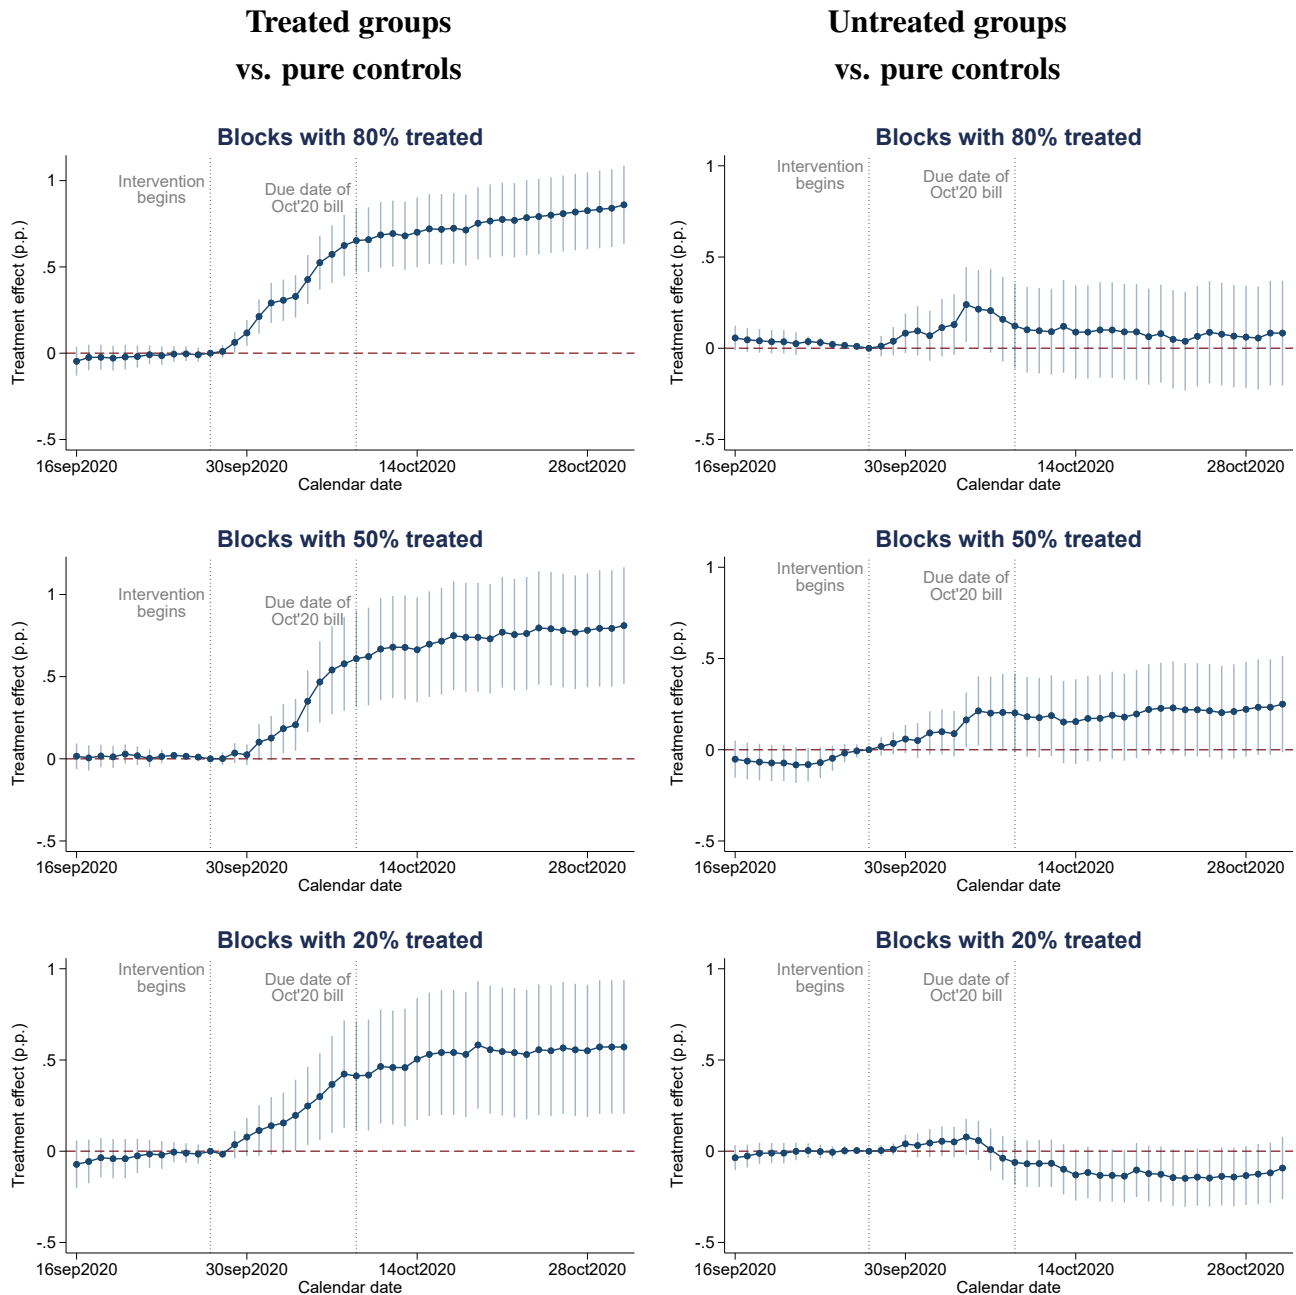 Treated groups
vs. pure controls
Untreated groups
vs. pure controls
Blocks with 80% treated
Intervention
begins
Due date of
Oct'20 bill
Treatment effect (p.p.)
1
.5
0
-.5
16sep2020
30sep2020
14oct2020
28oct2020
Calendar date
Blocks with 80% treated
Intervention
begins
Due date of
Oct'20 bill
Treatment effect (p.p.)
1
.5
0
-.5
16sep2020
30sep2020
14oct2020
28oct2020
Calendar date
Blocks with 50% treated
Intervention
begins
Due date of
Oct'20 bill
Treatment effect (p.p.)
1
.5
0
-.5
16sep2020
30sep2020
14oct2020
28oct2020
Calendar date
Blocks with 50% treated
Intervention
begins
Due date of
Oct'20 bill
Treatment effect (p.p.)
1
.5
0
-.5
16sep2020
30sep2020
14oct2020
28oct2020
Calendar date
Blocks with 20% treated
Intervention
begins
Due date of
Oct'20 bill
Treatment effect (p.p.)
1
.5
0
-.5
16sep2020
30sep2020
14oct2020
28oct2020
Calendar date
Blocks with 20% treated
Intervention
begins
Due date of
Oct'20 bill
Treatment effect (p.p.)
1
.5
0
-.5
16sep2020
30sep2020
14oct2020
28oct2020
Calendar date